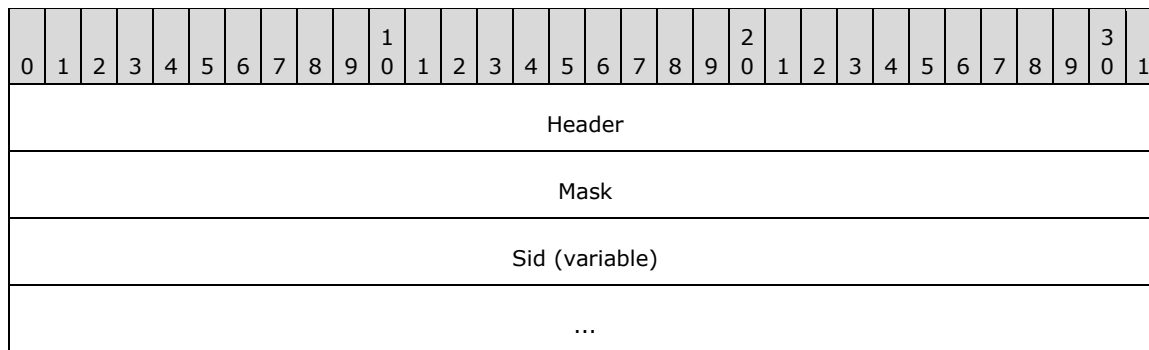 1 2 3
0 1 2 3 4 5 6 7 8 9 0 1 2 3 4 5 6 7 8 9 0 1 2 3 4 5 6 7 8 9 0 1
Header
Mask
Sid (variable)
...